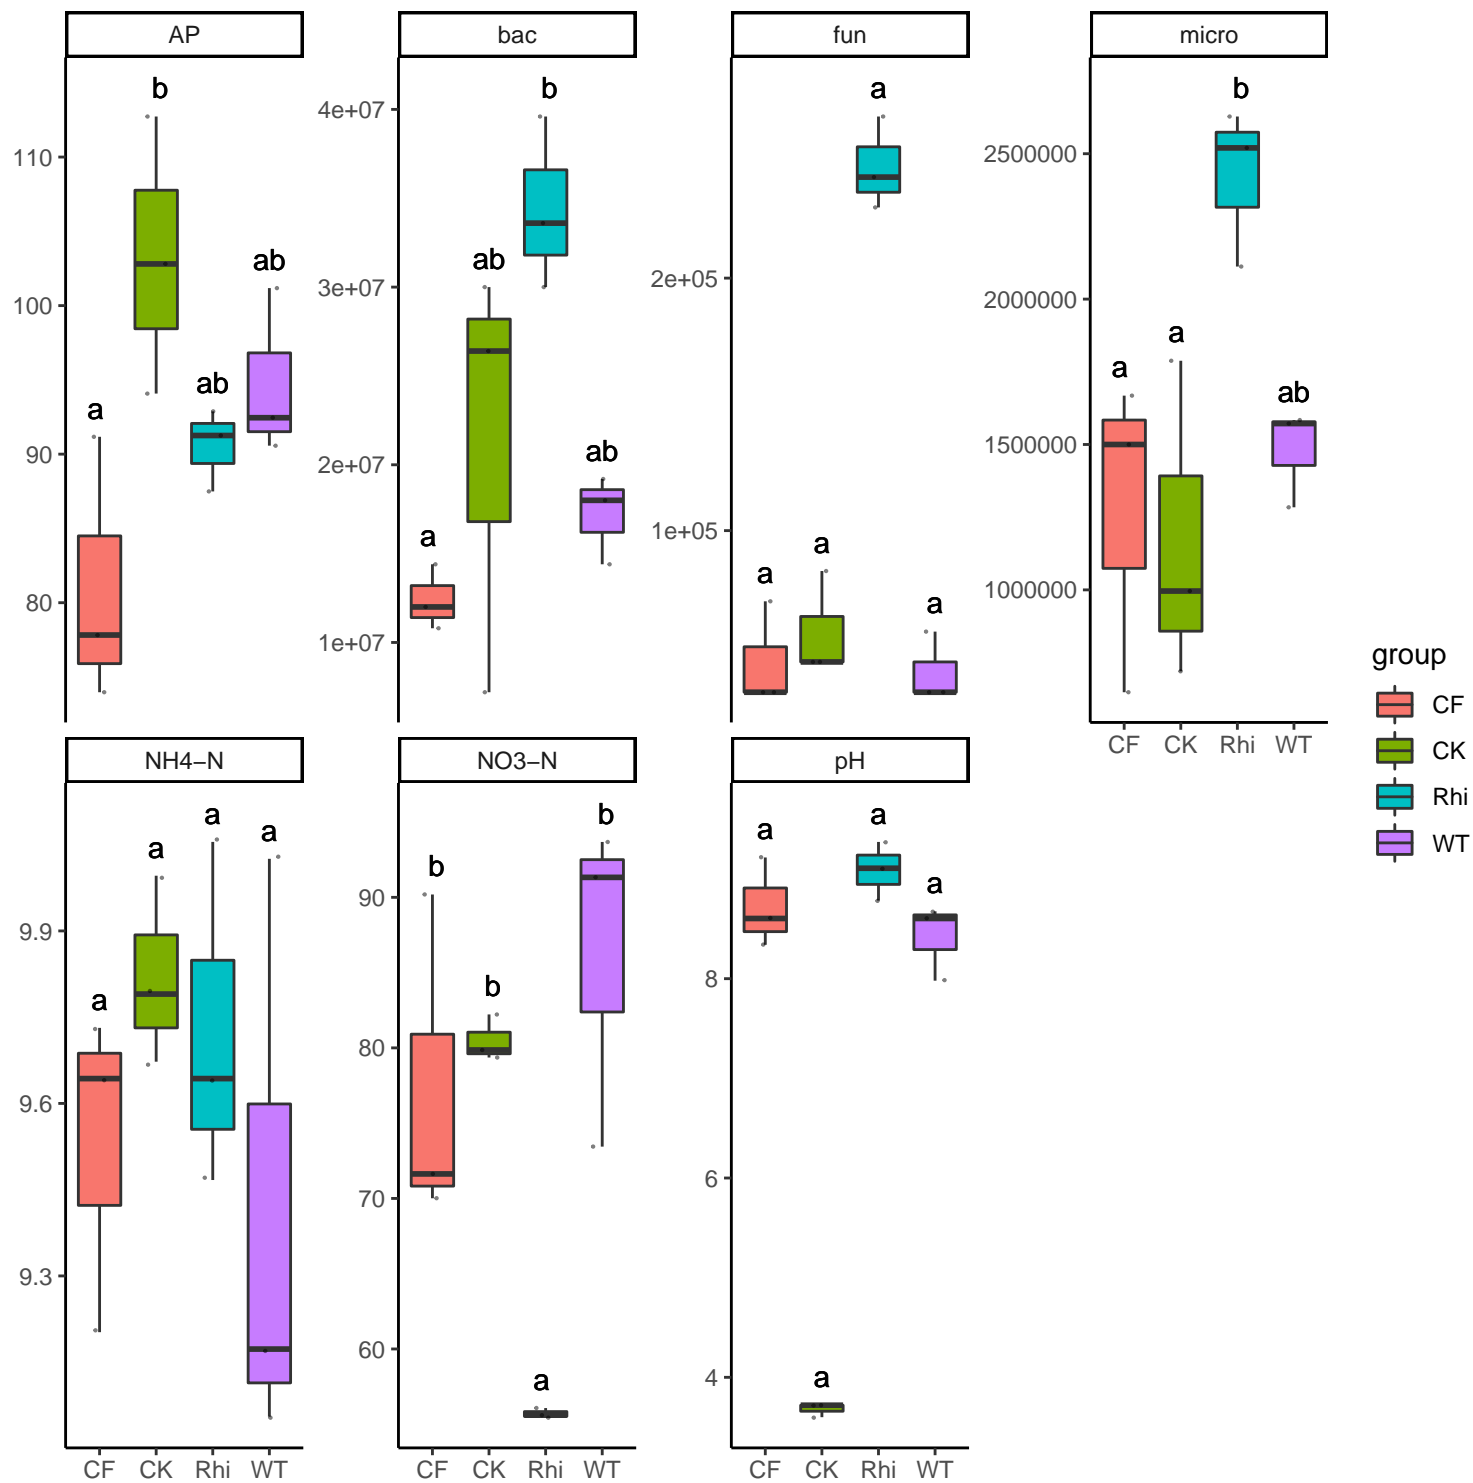 AP
bac
fun
micro
b
a
ab
ab
110
100
90
80
a
ab
b
ab
4e+07
3e+07
2e+07
1e+07
a
a
a
a
2e+05
1e+05
a
a
b
ab
2500000
2000000
1500000
1000000
CF CK Rhi WT
group
CF
CK
Rhi
WT
NH4−N
NO3−N
pH
a
a
a
a
9.9
9.6
9.3
CF CK Rhi WT
b
b
a
b
90
80
70
60
CF CK Rhi WT
a
a
a
a
8
6
4
CF CK Rhi WT